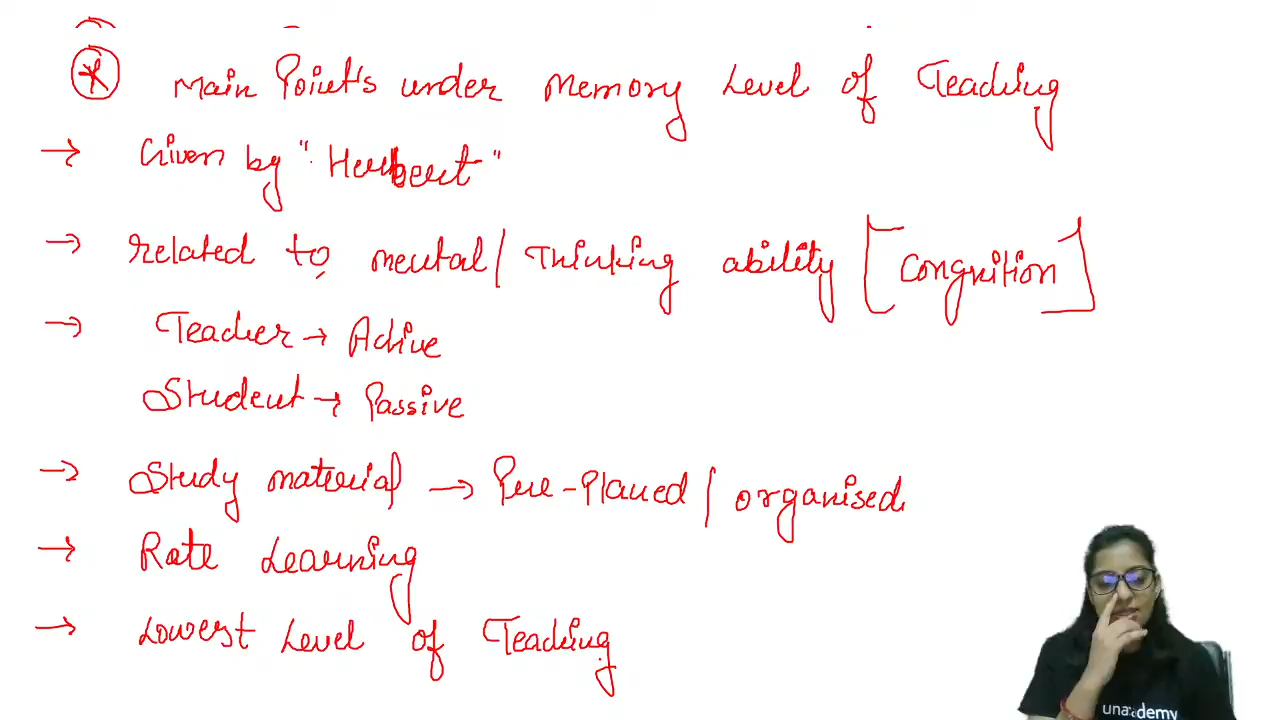 Main Point's under Memory Level of Teaching
→ Given by "Herbert"
→ related to mental / Thinking ability [Congnition]
→ Teacher → Active
Student → Passive
→ Study material → Pre-Planed / organised
→ Rate Learning
→ Lowest Level of Teaching
unacademy